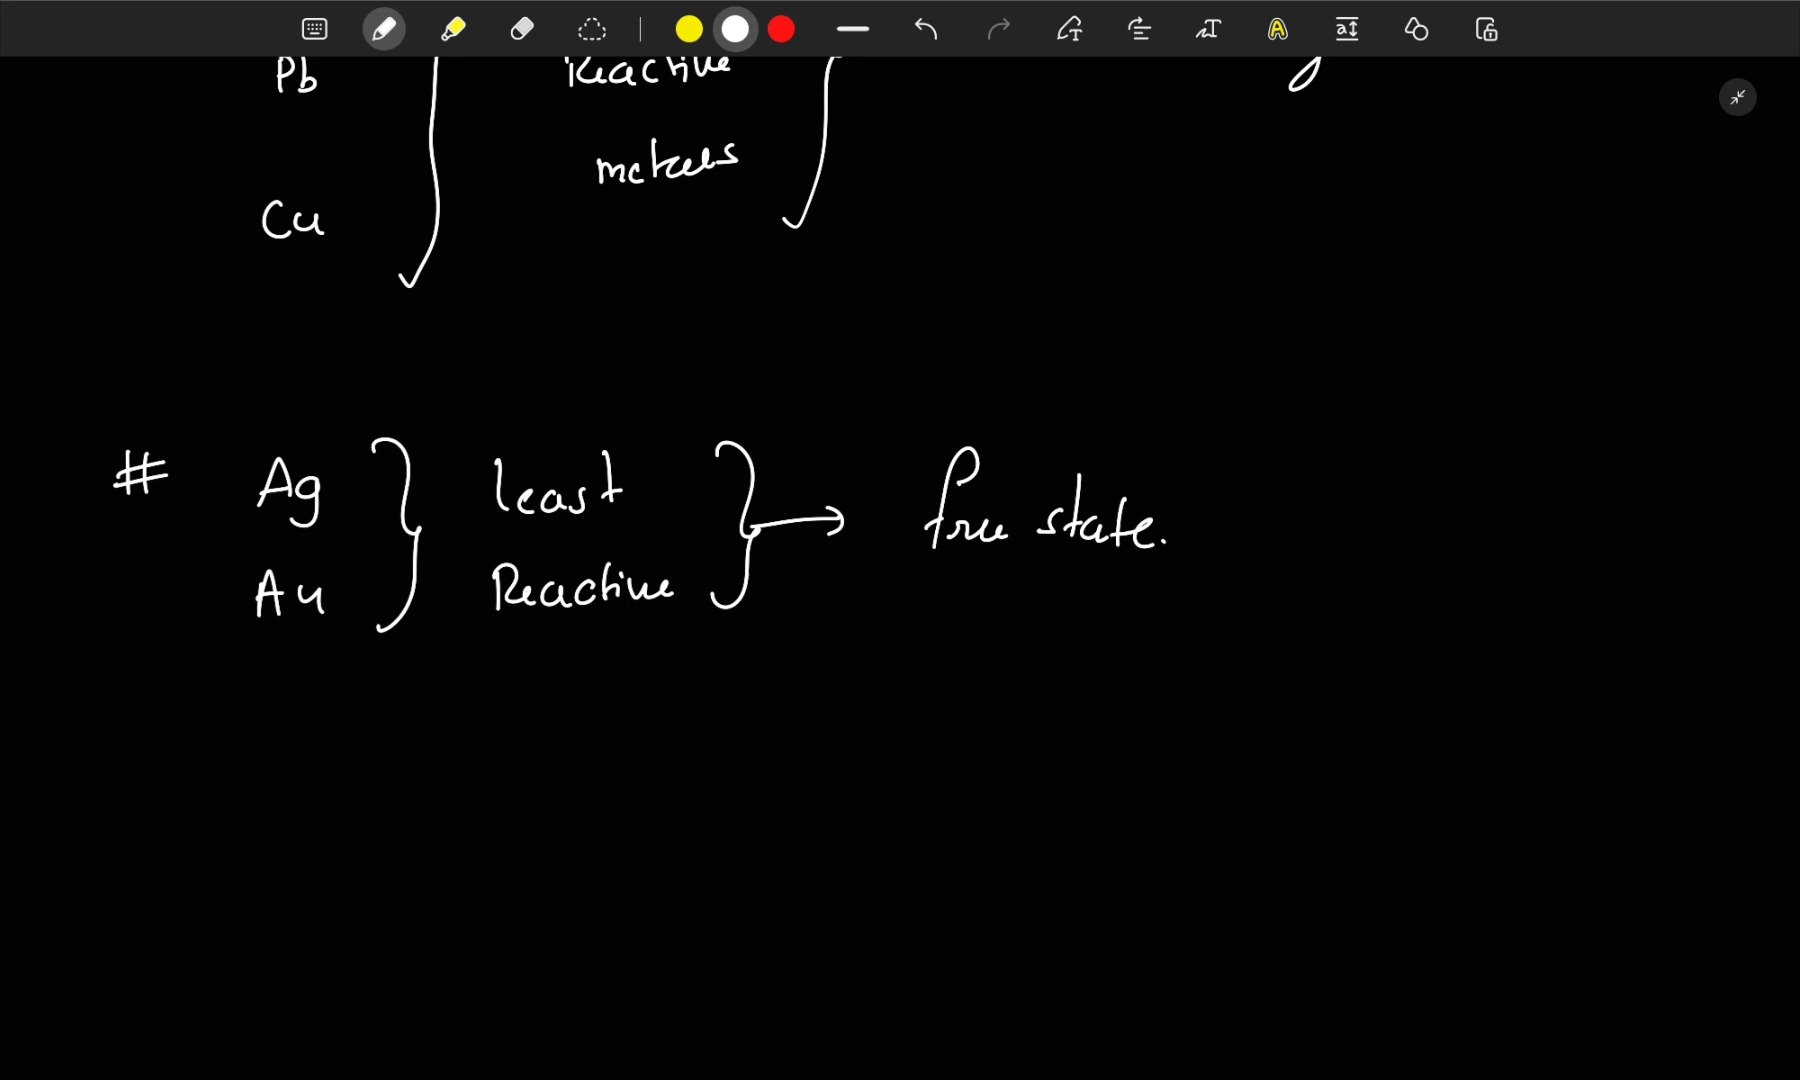 Pb Reactive
metals
Cu
# Ag least
free state.
Au Reactive